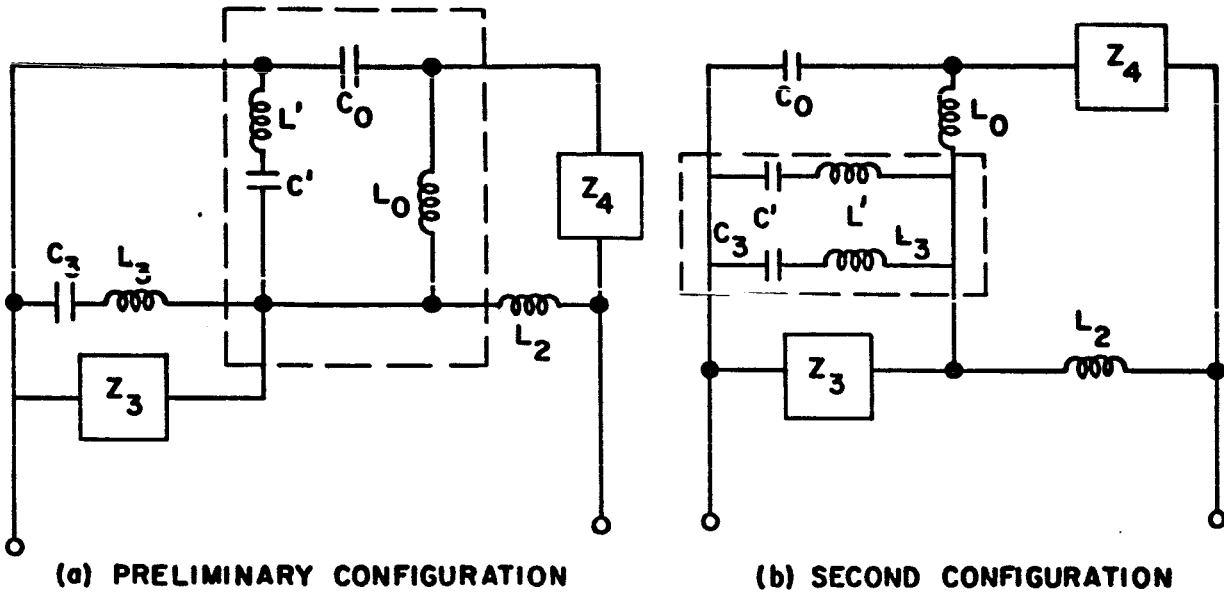 C0
L'
C'
L0
Z4
C3
L3
L2
Z3
(a) PRELIMINARY CONFIGURATION
C0
Z4
L0
C'
L'
C3
L3
Z3
L2
(b) SECOND CONFIGURATION